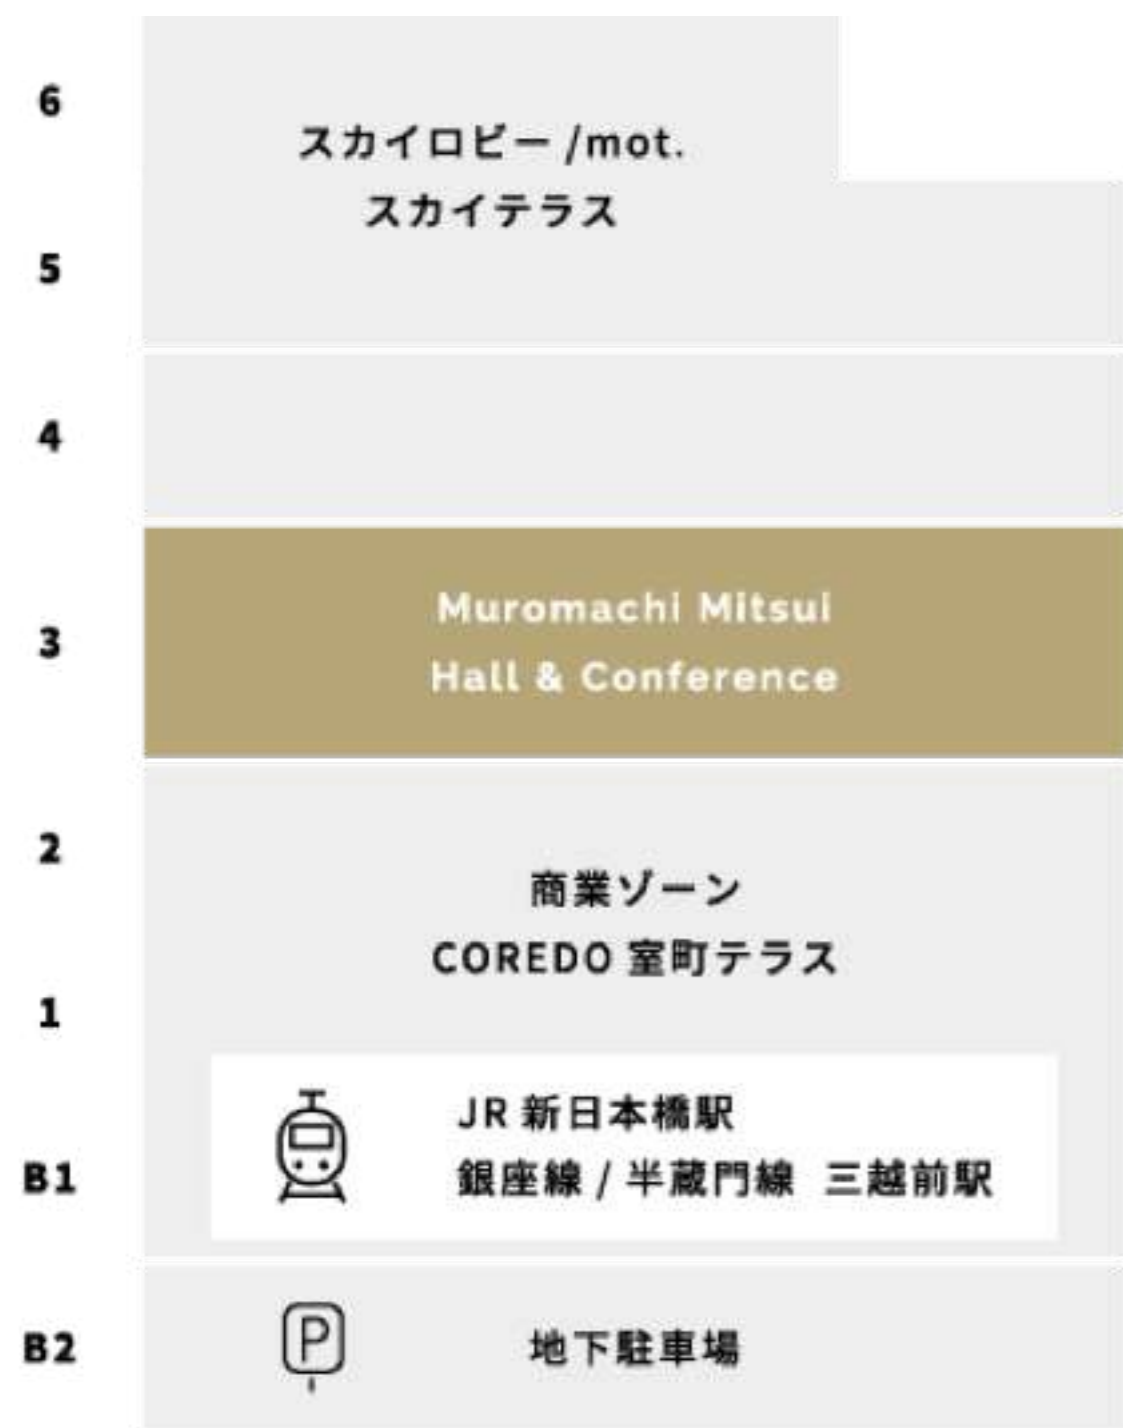 6
スカイロビー /mot.
スカイテラス
5
4
3
Muromachi Mitsui
Hall & Conference
2
商業ゾーン
COREDO 室町テラス
1
JR 新日本橋駅
B1
銀座線 / 半蔵門線 三越前駅
B2
P
地下駐車場